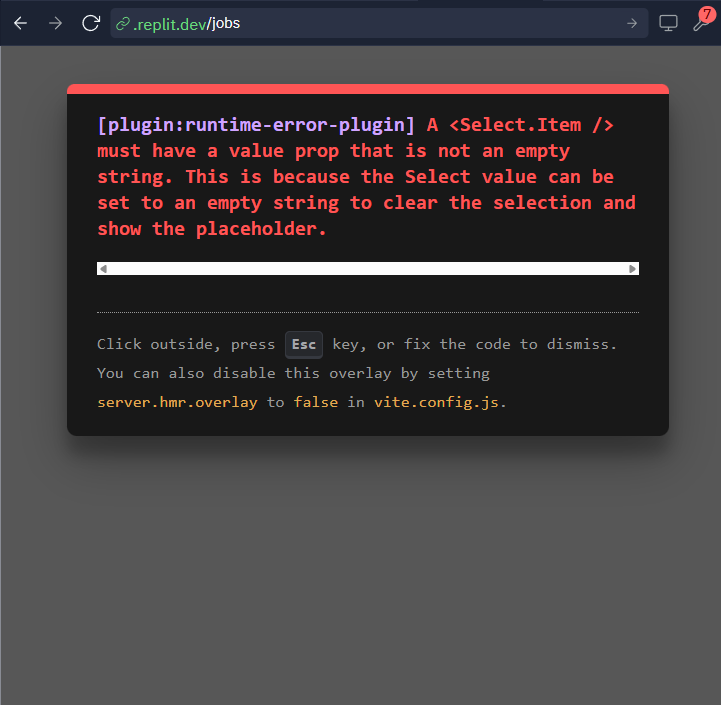 .replit.dev/jobs
7
[plugin:runtime-error-plugin] A <Select.Item />
must have a value prop that is not an empty
string. This is because the Select value can be
set to an empty string to clear the selection and
show the placeholder.
Click outside, press Esc key, or fix the code to dismiss.
You can also disable this overlay by setting
server.hmr.overlay to false in vite.config.js.